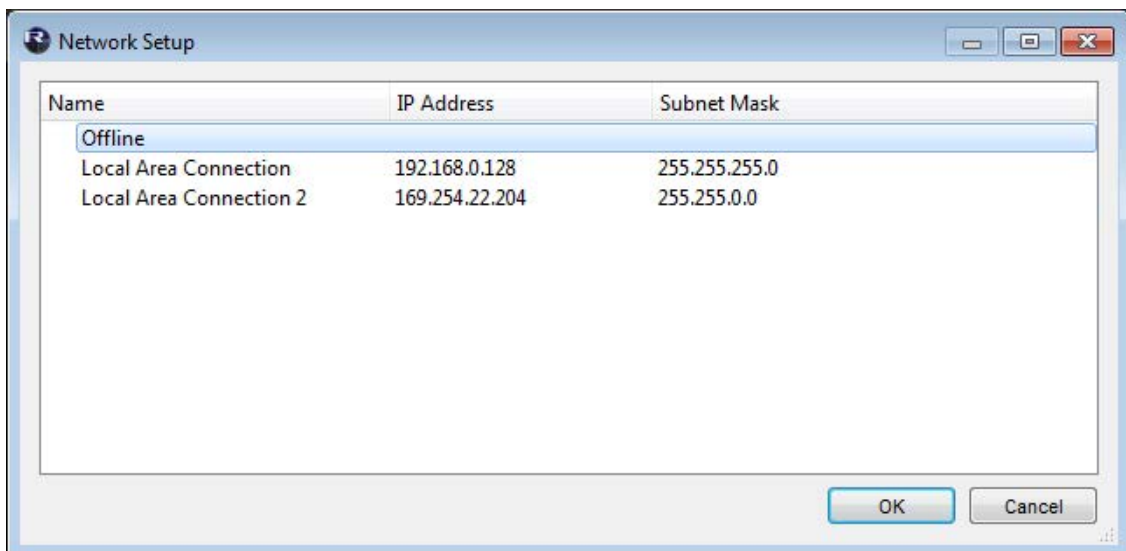 Network Setup
Name IP Address Subnet Mask
Offline
Local Area Connection 192.168.0.128 255.255.255.0
Local Area Connection 2 169.254.22.204 255.255.0.0
OK Cancel